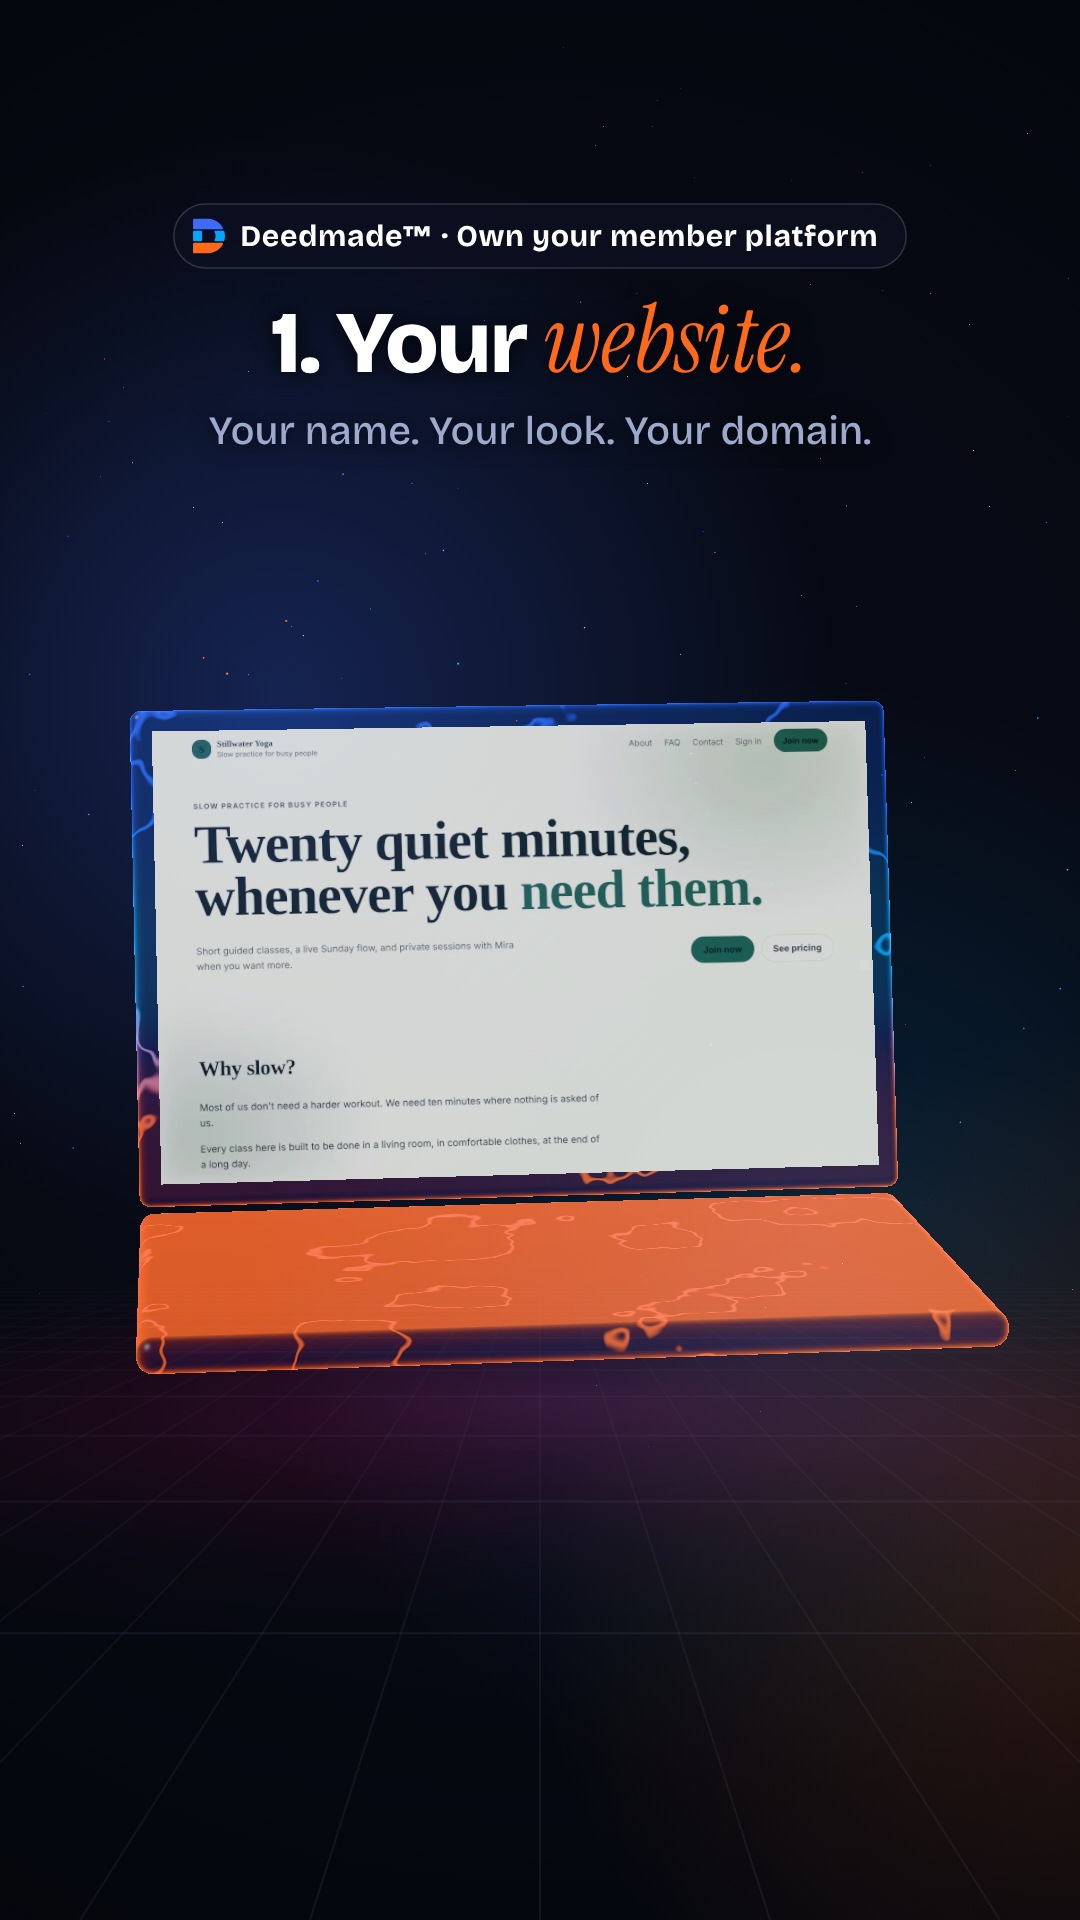 Deedmade™ · Own your member platform
1. Your website.
Your name. Your look. Your domain.
S
Stillwater Yoga
Slow practice for busy people
About FAQ Contact Sign in Join now
SLOW PRACTICE FOR BUSY PEOPLE
Twenty quiet minutes,
whenever you need them.
Short guided classes, a live Sunday flow, and private sessions with Mira
when you want more.
Join now See pricing
Why slow?
Most of us don't need a harder workout. We need ten minutes where nothing is asked of
us.
Every class here is built to be done in a living room, in comfortable clothes, at the end of
a long day.